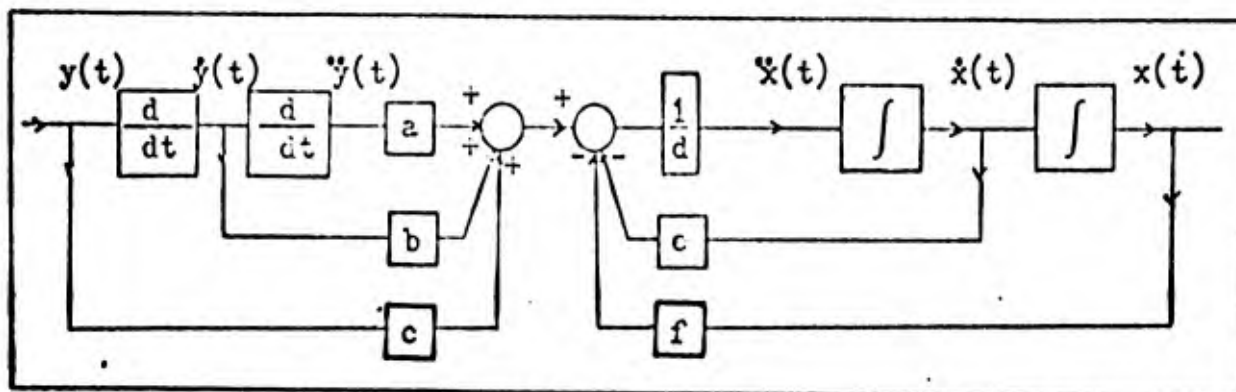 y(t) ẏ(t) ÿ(t) ẍ(t) ẋ(t) x(t)
d/dt d/dt a + + + + - - 1/d ∫ ∫
b c
c f